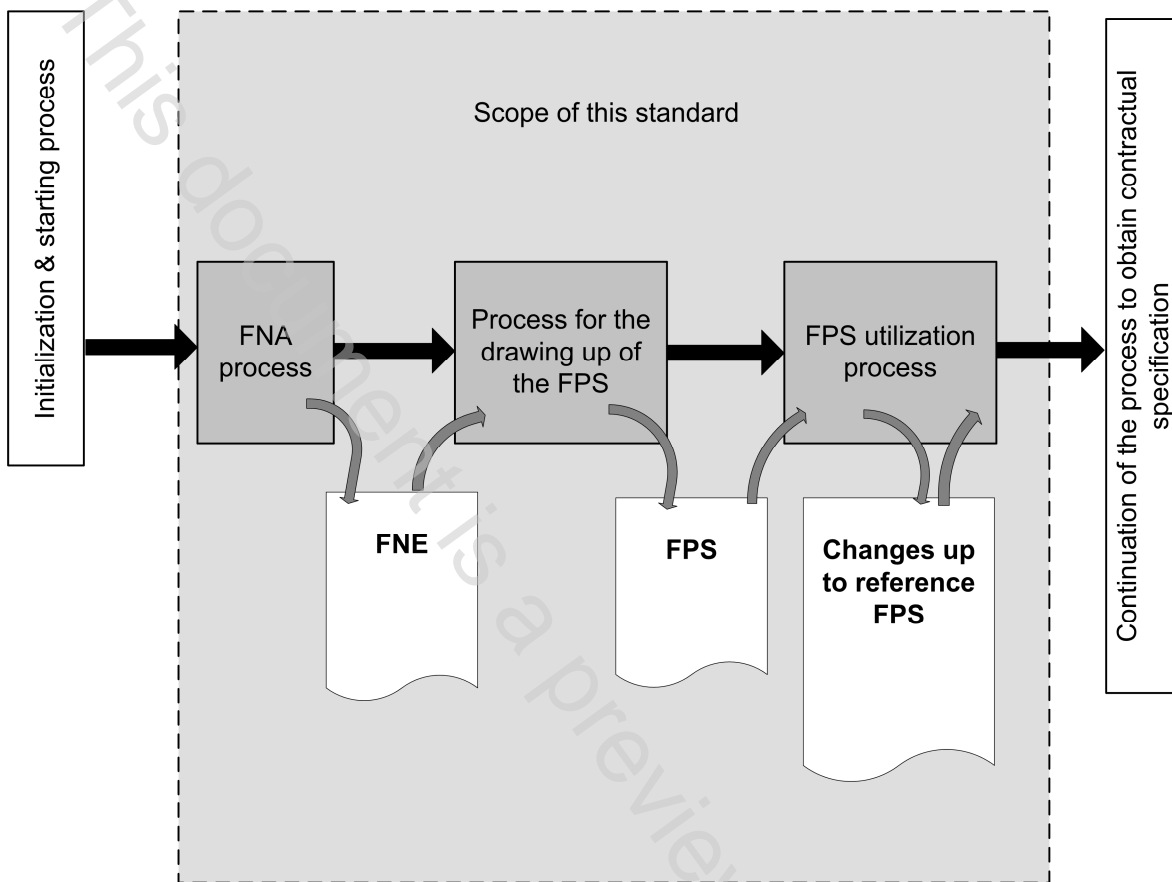 Initialization & starting process
Scope of this standard
FNA
process
Process for the
drawing up of
the FPS
FPS utilization
process
FNE
FPS
Changes up
to reference
FPS
Continuation of the process to obtain contractual
specification
This document is a preview